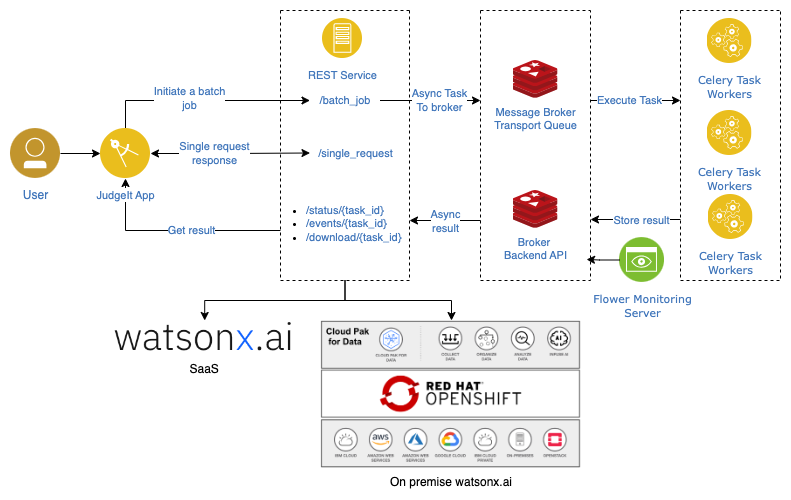 User
JudgeIt App
Initiate a batch
job
Single request
response
Get result
REST Service
/batch_job
/single_request
• /status/{task_id}
• /events/{task_id}
• /download/{task_id}
Async Task
To broker
Async
result
Message Broker
Transport Queue
Broker
Backend API
Execute Task
Store result
Celery Task
Workers
Celery Task
Workers
Celery Task
Workers
Flower Monitoring
Server
watsonx.ai
SaaS
Cloud Pak
for Data
CLOUD PAK FOR
DATA
COLLECT
DATA
ORGANIZE
DATA
ANALYZE
DATA
INFUSE AI
AI
RED HAT
OPENSHIFT
IBM CLOUD
aws
AMAZON WEB
SERVICES
AMAZON WEB
SERVICES
GOOGLE CLOUD
IBM CLOUD
PRIVATE
ON-PREMISES
OPENSTACK
On premise watsonx.ai